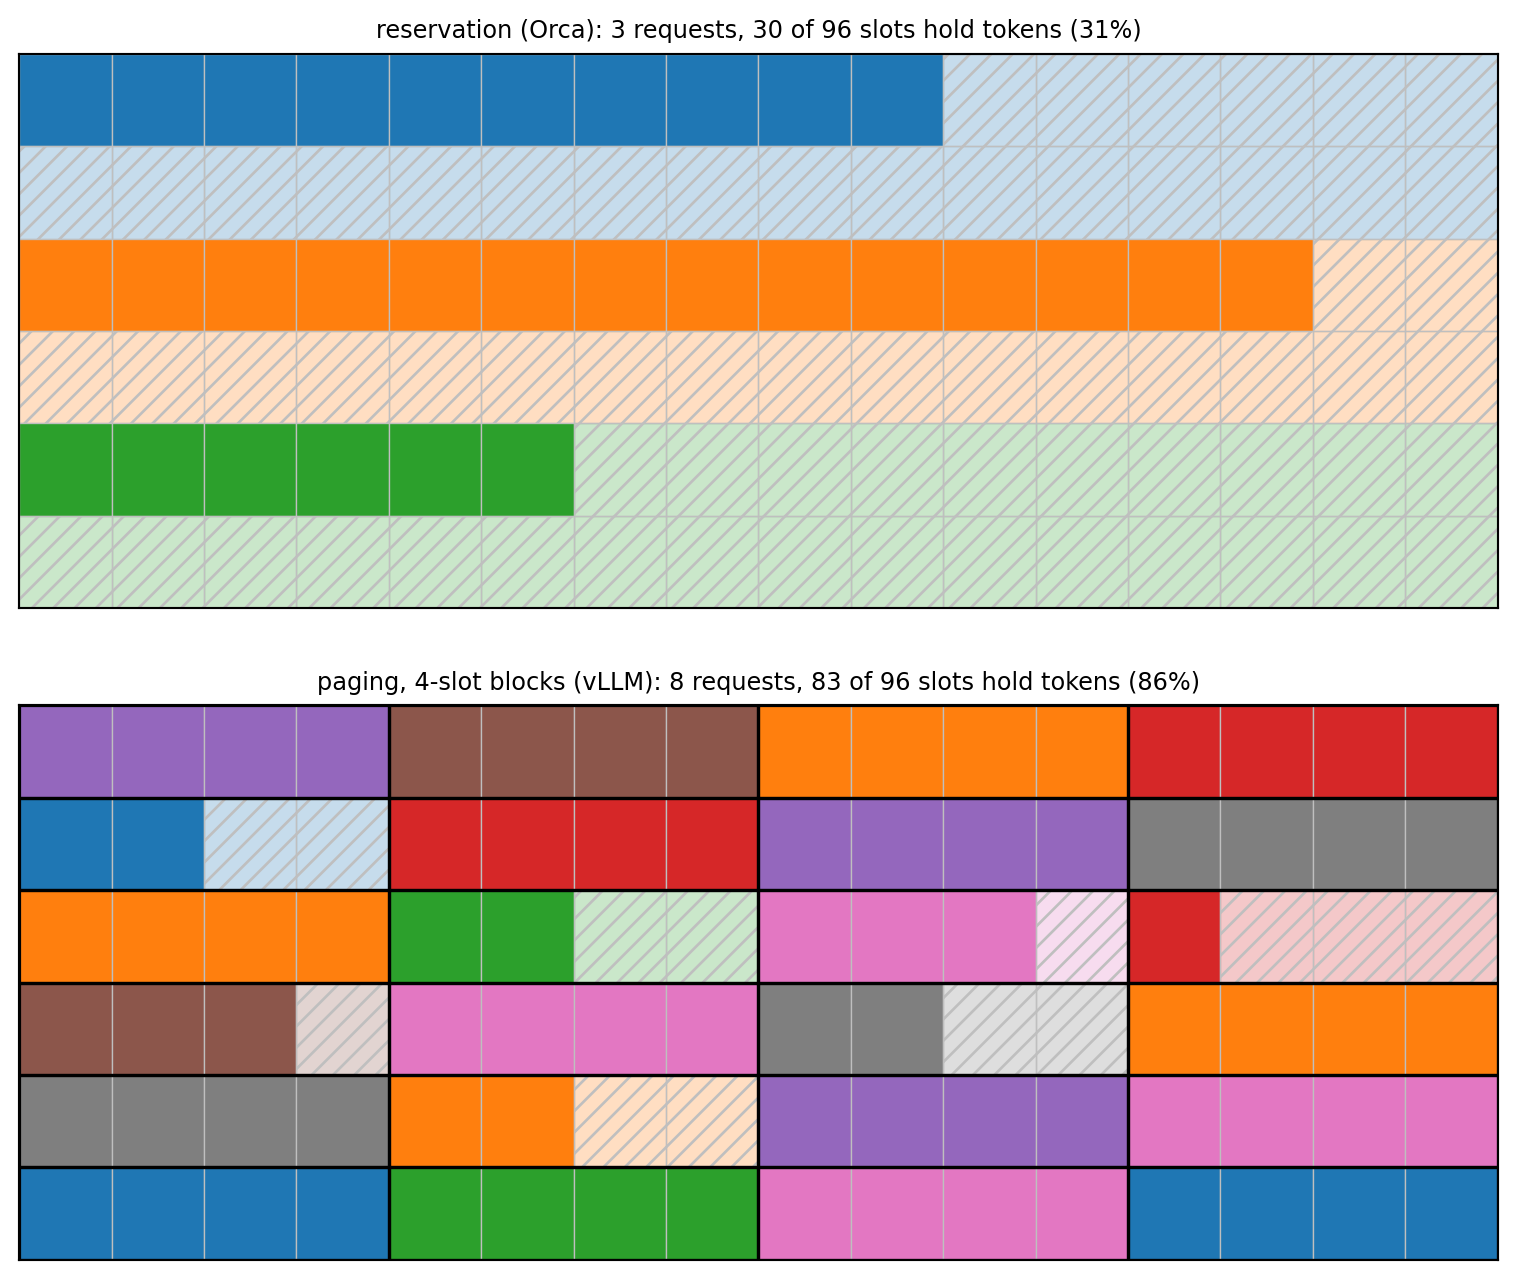 reservation (Orca): 3 requests, 30 of 96 slots hold tokens (31%)
paging, 4-slot blocks (vLLM): 8 requests, 83 of 96 slots hold tokens (86%)